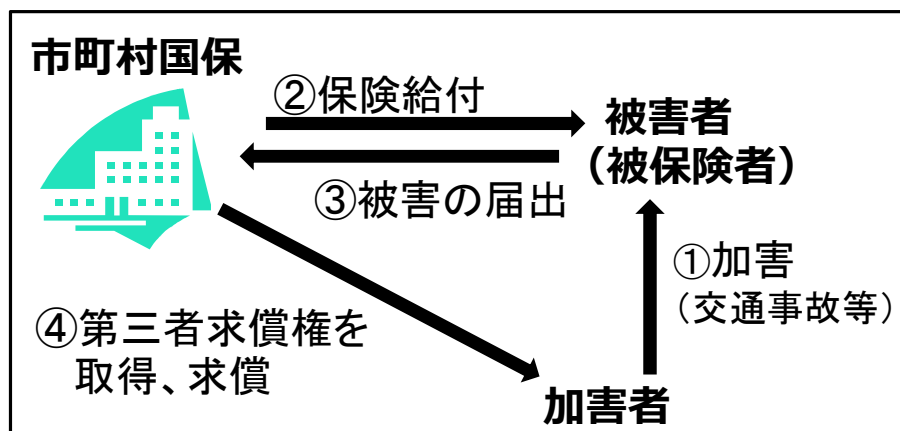 市町村国保
②保険給付
被害者
（被保険者）
③被害の届出
①加害
（交通事故等）
④第三者求償権を
取得、求償
加害者